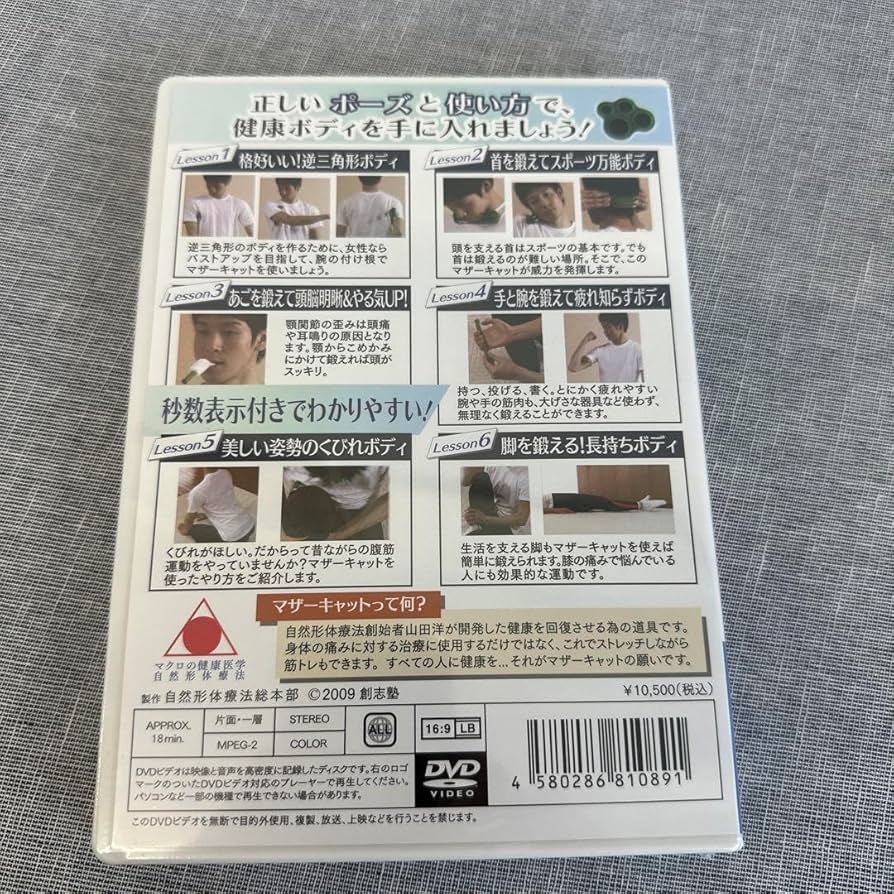 正しい ポーズ と 使い方 で、
健康ボディを手に入れましょう!
Lesson1 格好いい!逆三角形ボディ
逆三角形のボディを作るために、女性なら
バストアップを目指して、腕の付け根で
マザーキャットを使いましょう。
Lesson2 首を鍛えてスポーツ万能ボディ
頭を支える首はスポーツの基本です。でも
首は鍛えるのが難しい場所。そこで、この
マザーキャットが威力を発揮します。
Lesson3 あごを鍛えて頭脳明晰&やる気UP!
顎関節の歪みは頭痛
や耳鳴りの原因となり
ます。顎からこめかみ
にかけて鍛えれば頭が
スッキリ。
Lesson4 手と腕を鍛えて疲れ知らずボディ
持つ、投げる、書く。とにかく疲れやすい
腕や手の筋肉も、大げさな器具など使わず、
無理なく鍛えることができます。
秒数表示付きでわかりやすい!
Lesson5 美しい姿勢のくびれボディ
くびれがほしい。だからって昔ながらの腹筋
運動をやっていませんか?マザーキャットを
使ったやり方をご紹介します。
Lesson6 脚を鍛える!長持ちボディ
生活を支える脚もマザーキャットを使えば
簡単に鍛えられます。膝の痛みで悩んでいる
人にも効果的な運動です。
マザーキャットって何?
自然形体療法創始者山田洋が開発した健康を回復させる為の道具です。
身体の痛みに対する治療に使用するだけではなく、これでストレッチしながら
筋トレもできます。すべての人に健康を…それがマザーキャットの願いです。
マクロの健康医学
自然形体療法
製作 自然形体療法総本部 ©2009 創志塾
¥10,500(税込)
APPROX.
18min.
片面・一層
STEREO
MPEG-2
COLOR
ALL
16:9 LB
DVDビデオは映像と音声を高密度に記録したディスクです。右のロゴ
マークのついたDVDビデオ対応のプレーヤーで再生してください。
パソコンなど一部の機種で再生できない場合があります。
DVD
VIDEO
4 580286 810891
このDVDビデオを無断で目的外使用、複製、放送、上映などを行うことを禁じます。